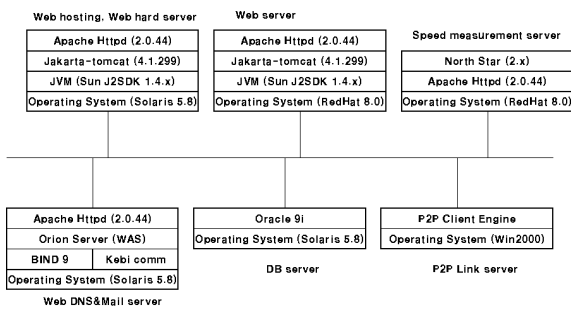 Web hosting. Web hard server
Apache Httpd (2.0.44)
Jakarta-tomcat (4.1.299)
JVM (Sun J2SDK 1.4.x)
Operating System (Solaris 5.8)
Web server
Apache Httpd (2.0.44)
Jakarta-tomcat (4.1.299)
JVM (Sun J2SDK 1.4.x)
Operating System (RedHat 8.0)
Speed measurement server
North Star (2.x)
Apache Httpd (2.0.44)
Operating System (RedHat 8.0)
Apache Httpd (2.0.44)
Orion Server (WAS)
BIND 9 Kebi comm
Operating System (Solaris 5.8)
Web DNS&Mail server
Oracle 9i
Operating System (Solaris 5.8)
DB server
P2P Client Engine
Operating System (Win2000)
P2P Link server